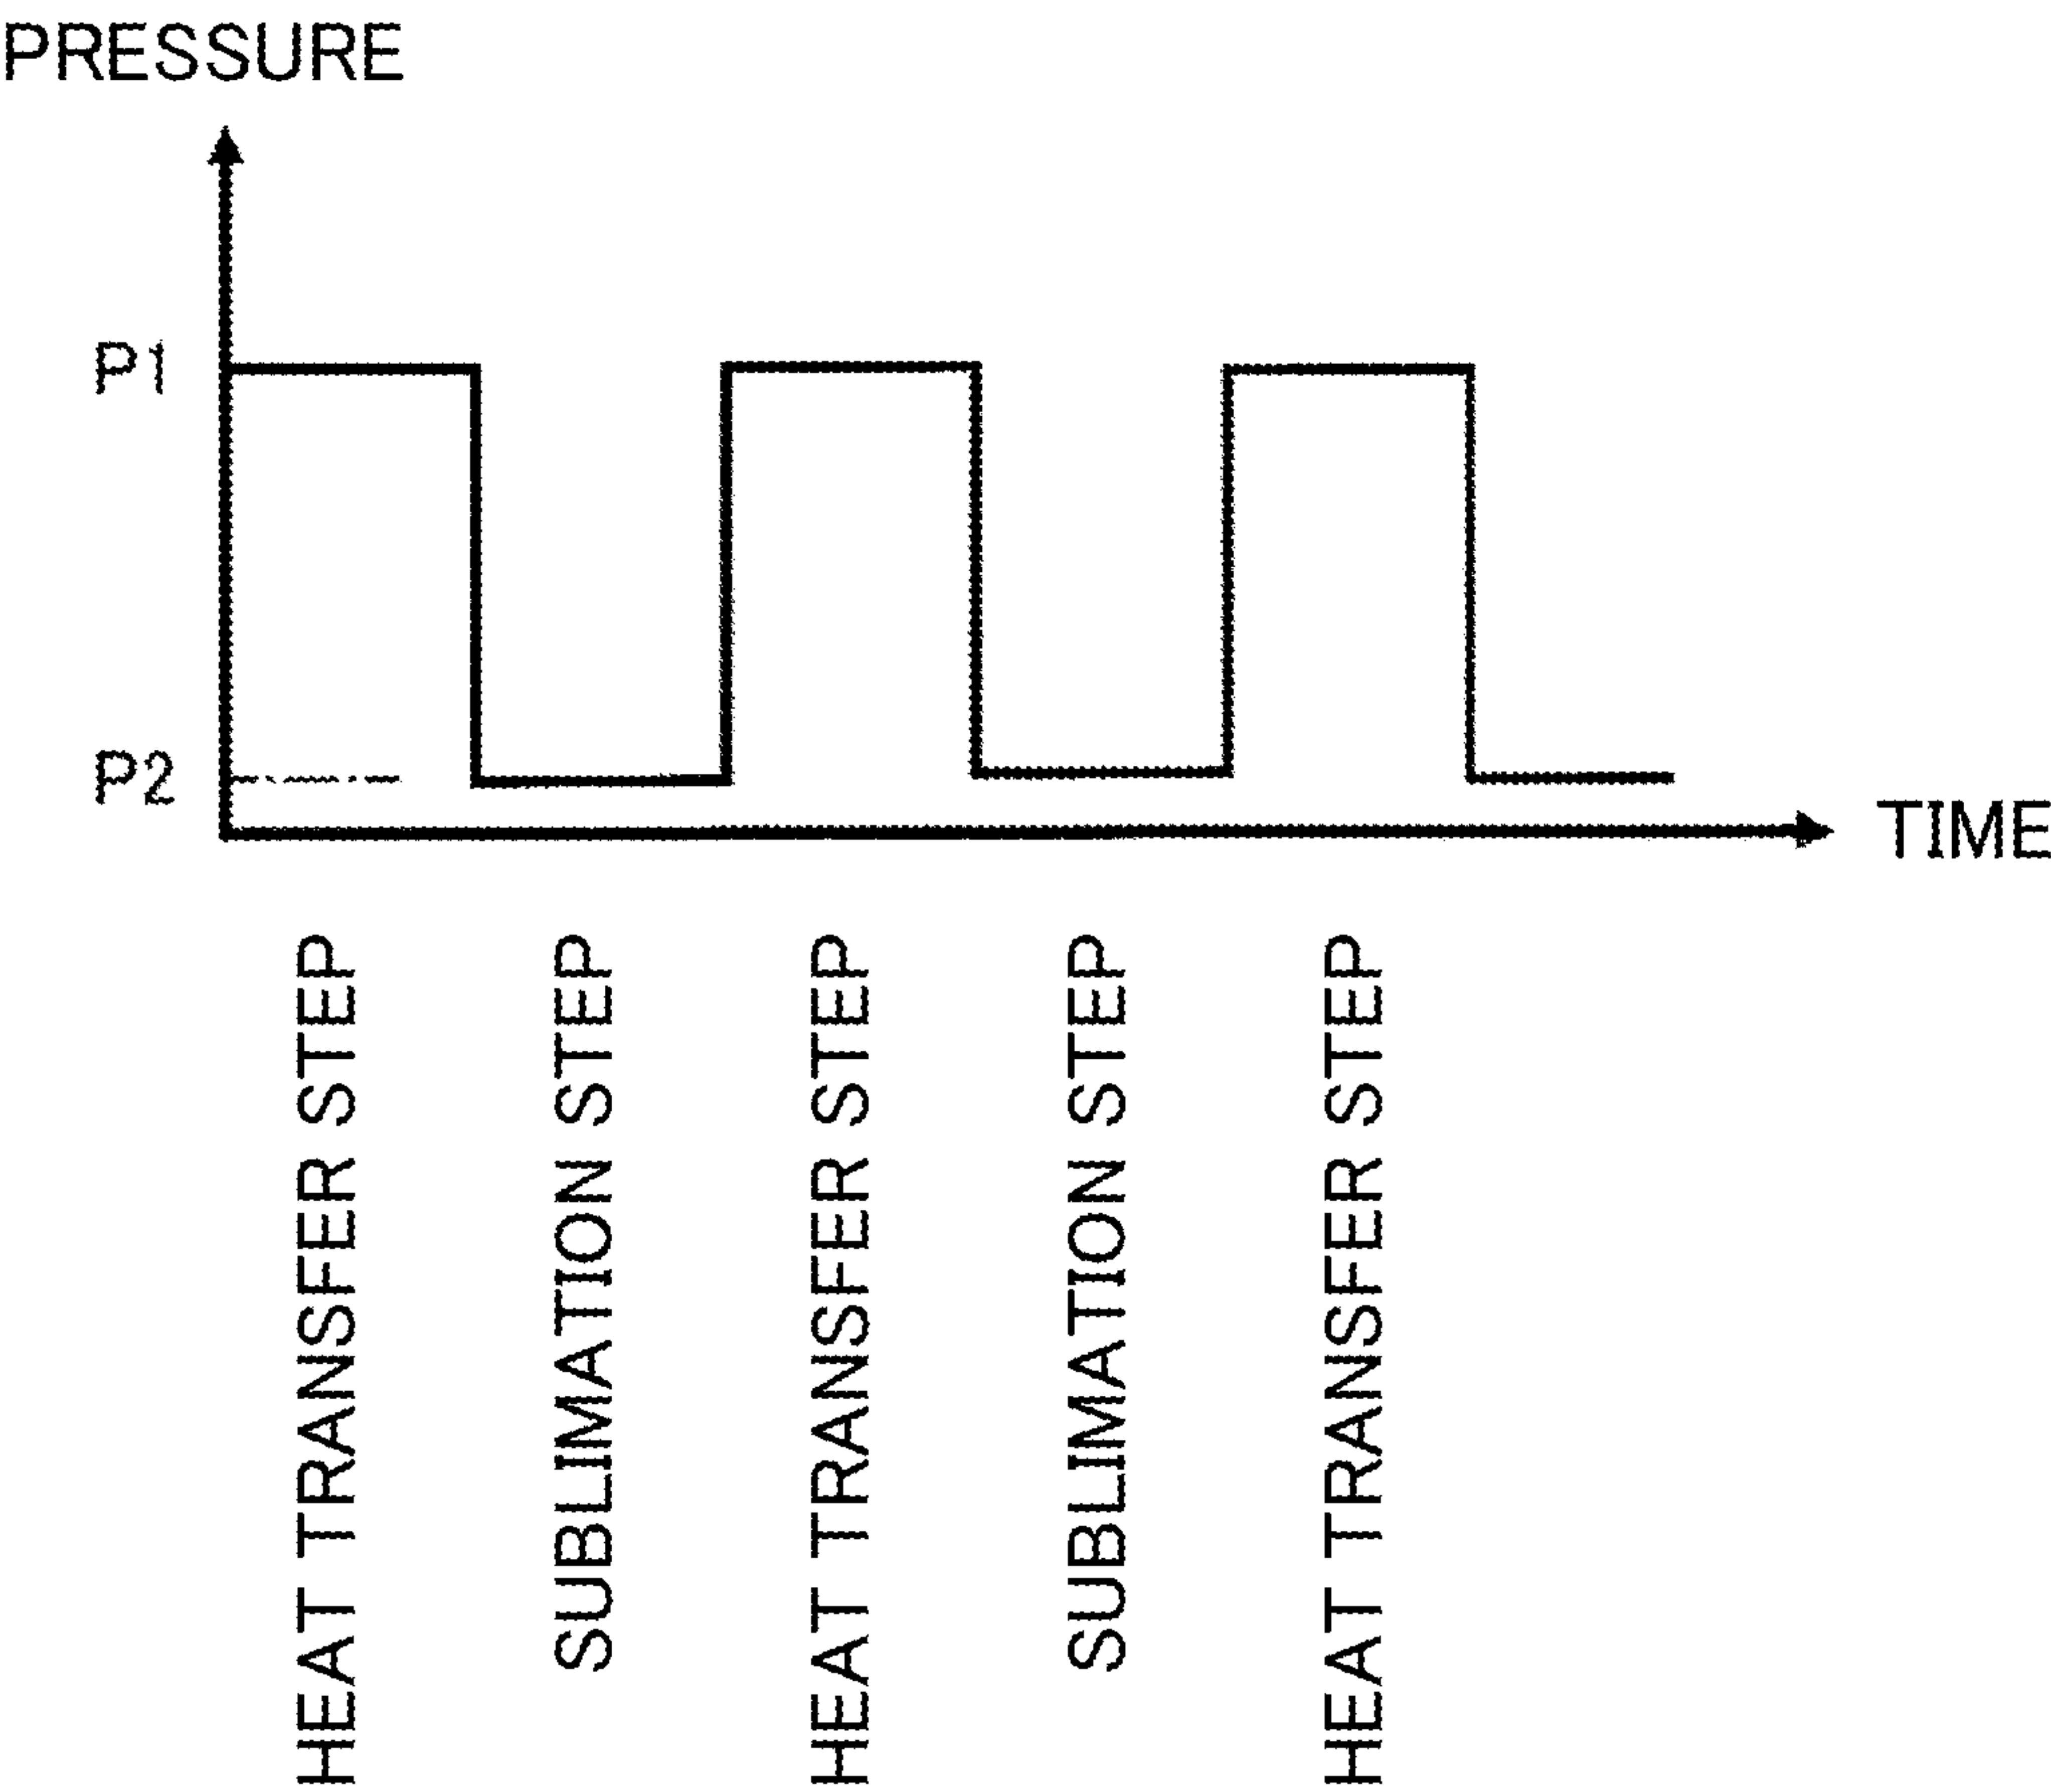 PRESSURE
P1
P2
TIME
HEAT TRANSFER STEP
SUBLIMATION STEP
HEAT TRANSFER STEP
SUBLIMATION STEP
HEAT TRANSFER STEP